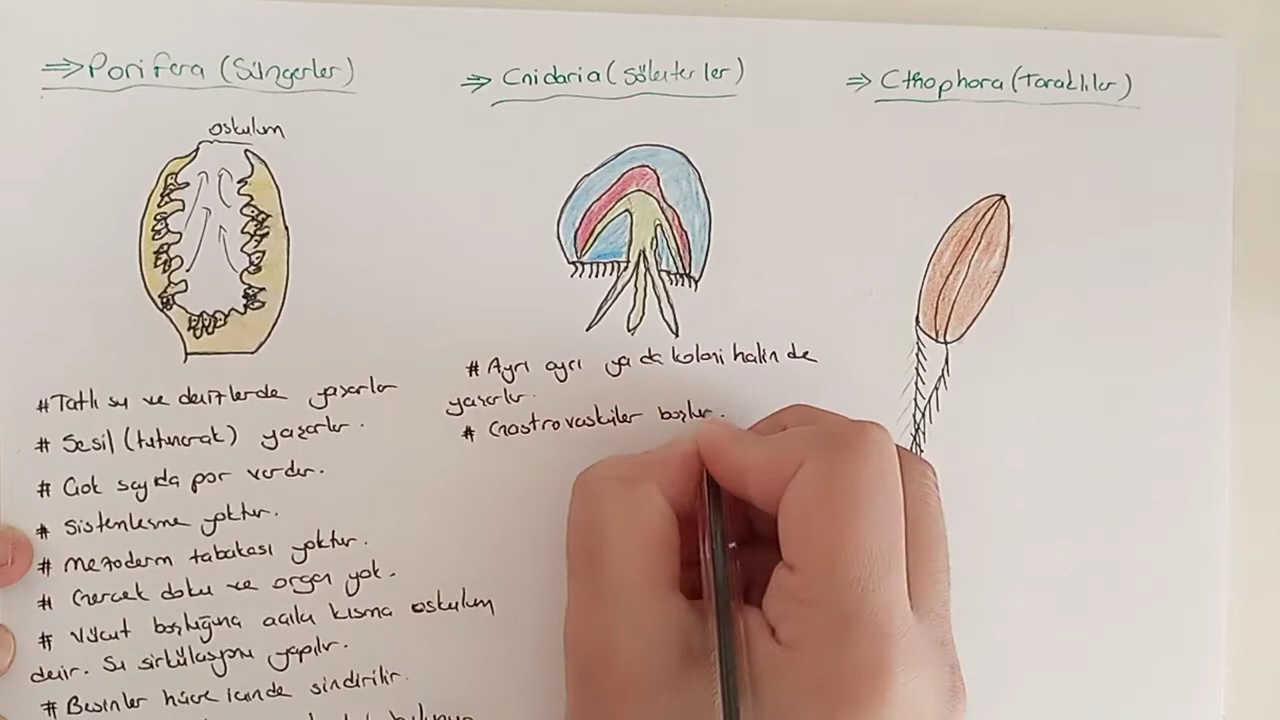 ⇒ Porifera (Süngerler)
oskulum
# Tatlı su ve denizlerde yaşarlar
# Sesil (tutunarak) yaşarlar.
# Çok sayıda por vardır.
# Sistemleşme yoktur.
# Mezoderm tabakası yoktur.
# Gerçek doku ve organ yok.
# Vücut boşluğuna açılan kısma oskulum
denir. Su sirkülasyonu yapılır.
# Besinler hücre içinde sindirilir.
bulunur
⇒ Cnidaria (Sölenterler)
# Ayrı ayrı ya da koloni halinde
yaşarlar.
# Gastrovasküler
⇒ Cthophora (Taraklılar)